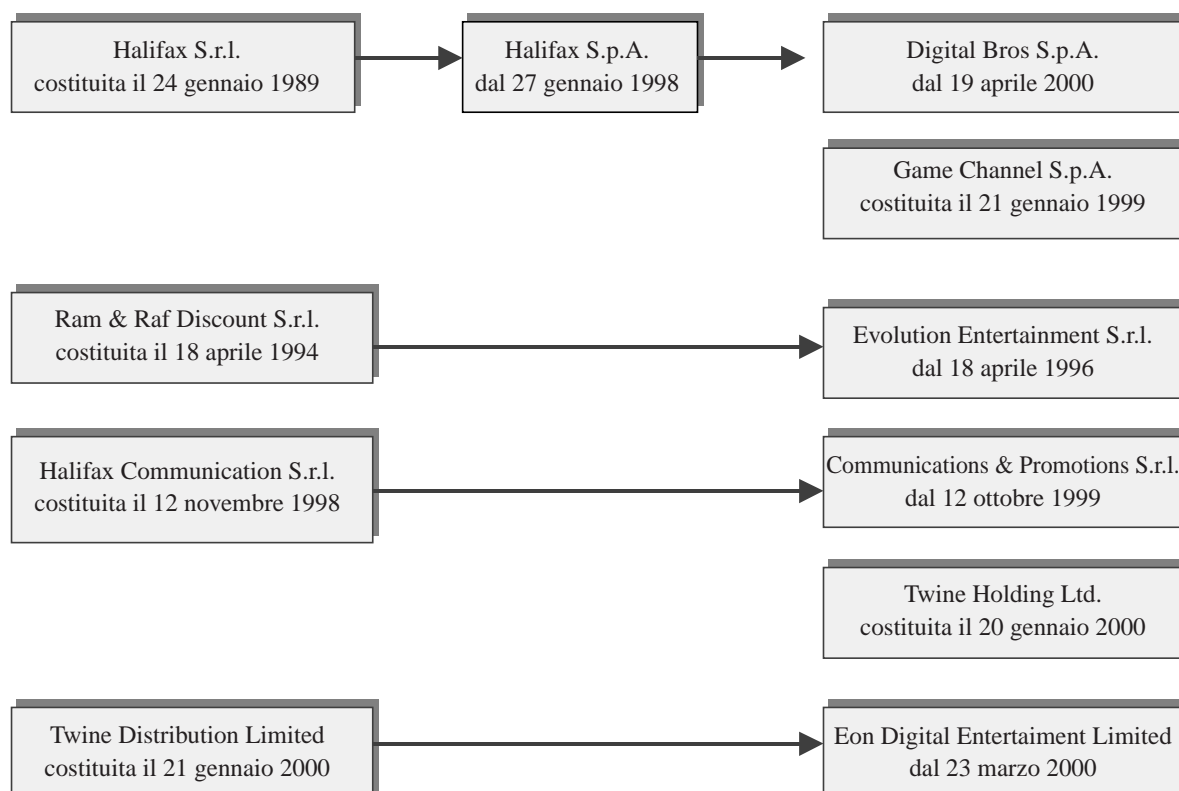 Halifax S.r.l.
costituita il 24 gennaio 1989
Halifax S.p.A.
dal 27 gennaio 1998
Digital Bros S.p.A.
dal 19 aprile 2000
Game Channel S.p.A.
costituita il 21 gennaio 1999
Ram & Raf Discount S.r.l.
costituita il 18 aprile 1994
Evolution Entertainment S.r.l.
dal 18 aprile 1996
Halifax Communication S.r.l.
costituita il 12 novembre 1998
Communications & Promotions S.r.l.
dal 12 ottobre 1999
Twine Holding Ltd.
costituita il 20 gennaio 2000
Twine Distribution Limited
costituita il 21 gennaio 2000
Eon Digital Entertaiment Limited
dal 23 marzo 2000